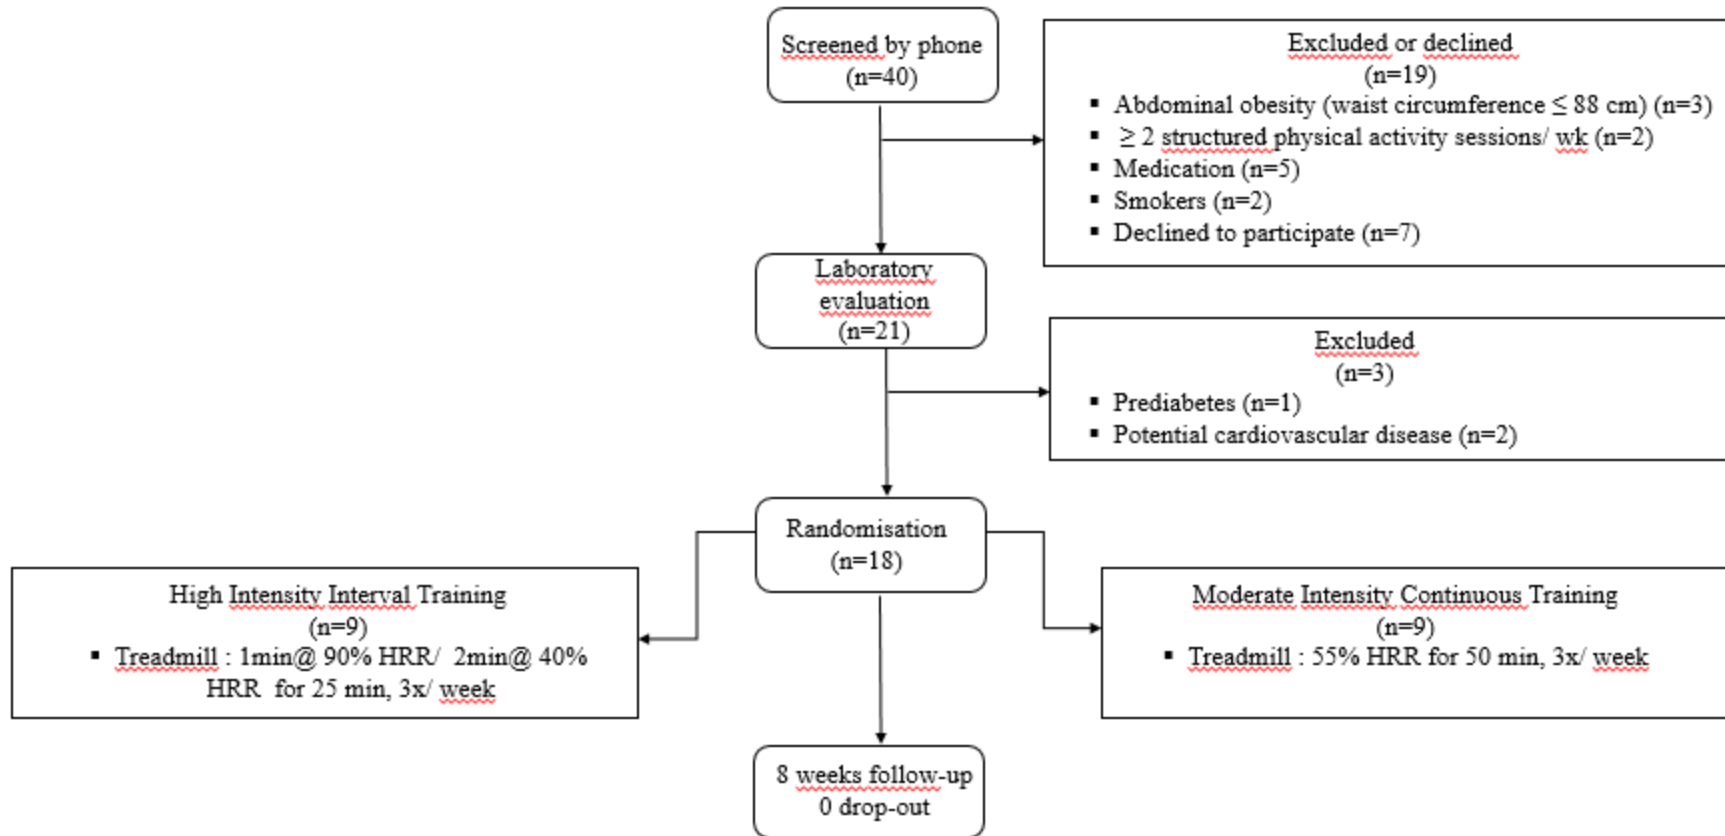 Screened by phone
(n=40)
Excluded or declined
(n=19)
▪ Abdominal obesity (waist circumference ≤ 88 cm) (n=3)
▪ ≥ 2 structured physical activity sessions/ wk (n=2)
▪ Medication (n=5)
▪ Smokers (n=2)
▪ Declined to participate (n=7)
Laboratory
evaluation
(n=21)
Excluded
(n=3)
▪ Prediabetes (n=1)
▪ Potential cardiovascular disease (n=2)
Randomisation
(n=18)
High Intensity Interval Training
(n=9)
▪ Treadmill : 1min@ 90% HRR/ 2min@ 40%
HRR for 25 min, 3x/ week
Moderate Intensity Continuous Training
(n=9)
▪ Treadmill : 55% HRR for 50 min, 3x/ week
8 weeks follow-up
0 drop-out